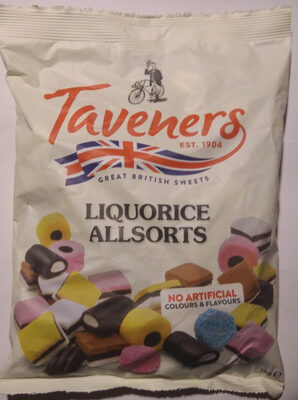 Taveners
EST. 1904
GREAT BRITISH SWEETS
LIQUORICE
ALLSORTS
NO ARTIFICIAL
COLOURS & FLAVOURS